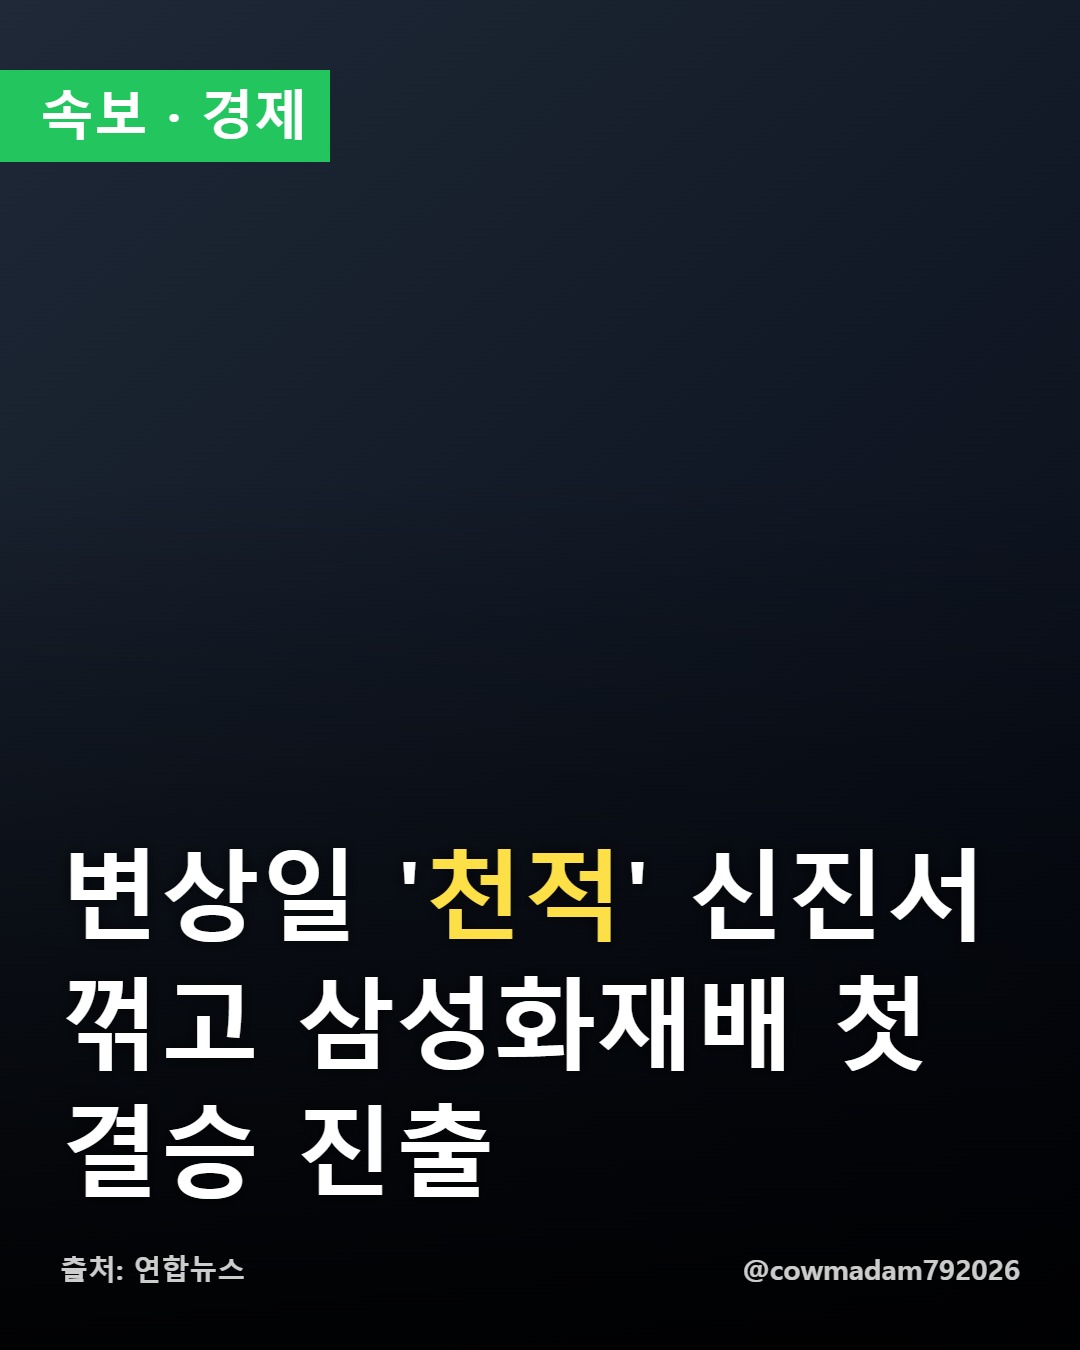 속보 · 경제
변상일 '천적' 신진서
꺾고 삼성화재배 첫
결승 진출
출처: 연합뉴스
@cowmadam792026